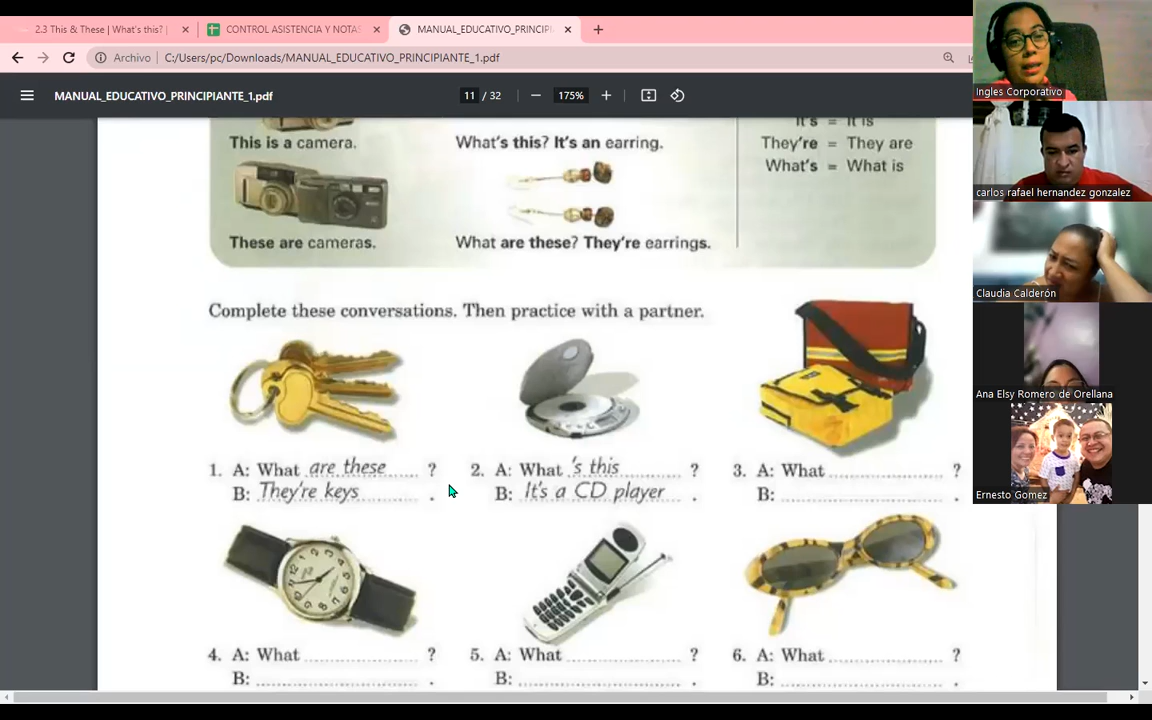 2.3 This & These | What's this? |
CONTROL ASISTENCIA Y NOTAS
MANUAL_EDUCATIVO_PRINCIPI
Archivo
C:/Users/pc/Downloads/MANUAL_EDUCATIVO_PRINCIPIANTE_1.pdf
MANUAL_EDUCATIVO_PRINCIPIANTE_1.pdf
11 / 32
175%
This is a camera.
What's this? It's an earring.
It's = It is
They're = They are
What's = What is
These are cameras.
What are these? They're earrings.
Complete these conversations. Then practice with a partner.
1. A: What are these ?
B: They're keys .
2. A: What 's this ?
B: It's a CD player .
3. A: What ?
B: .
4. A: What ?
B: .
5. A: What ?
B: .
6. A: What ?
B: .
Ingles Corporativo
carlos rafael hernandez gonzalez
Claudia Calderón
Ana Elsy Romero de Orellana
Ernesto Gomez